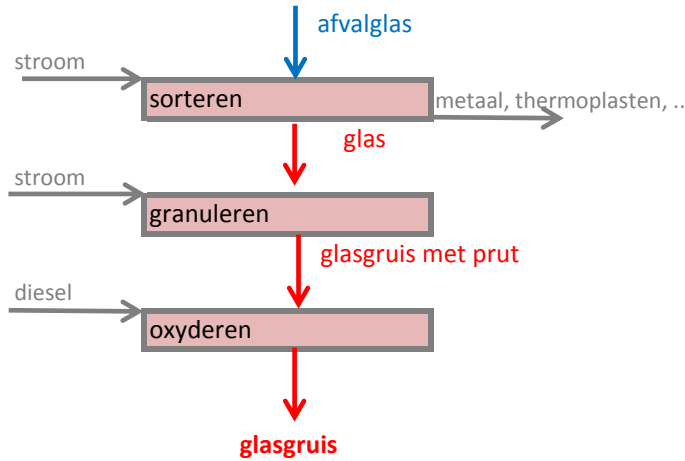 afvalglas
stroom
sorteren
metaal, thermoplasten, ..
glas
stroom
granuleren
glasgruis met prut
diesel
oxyderen
glasgruis